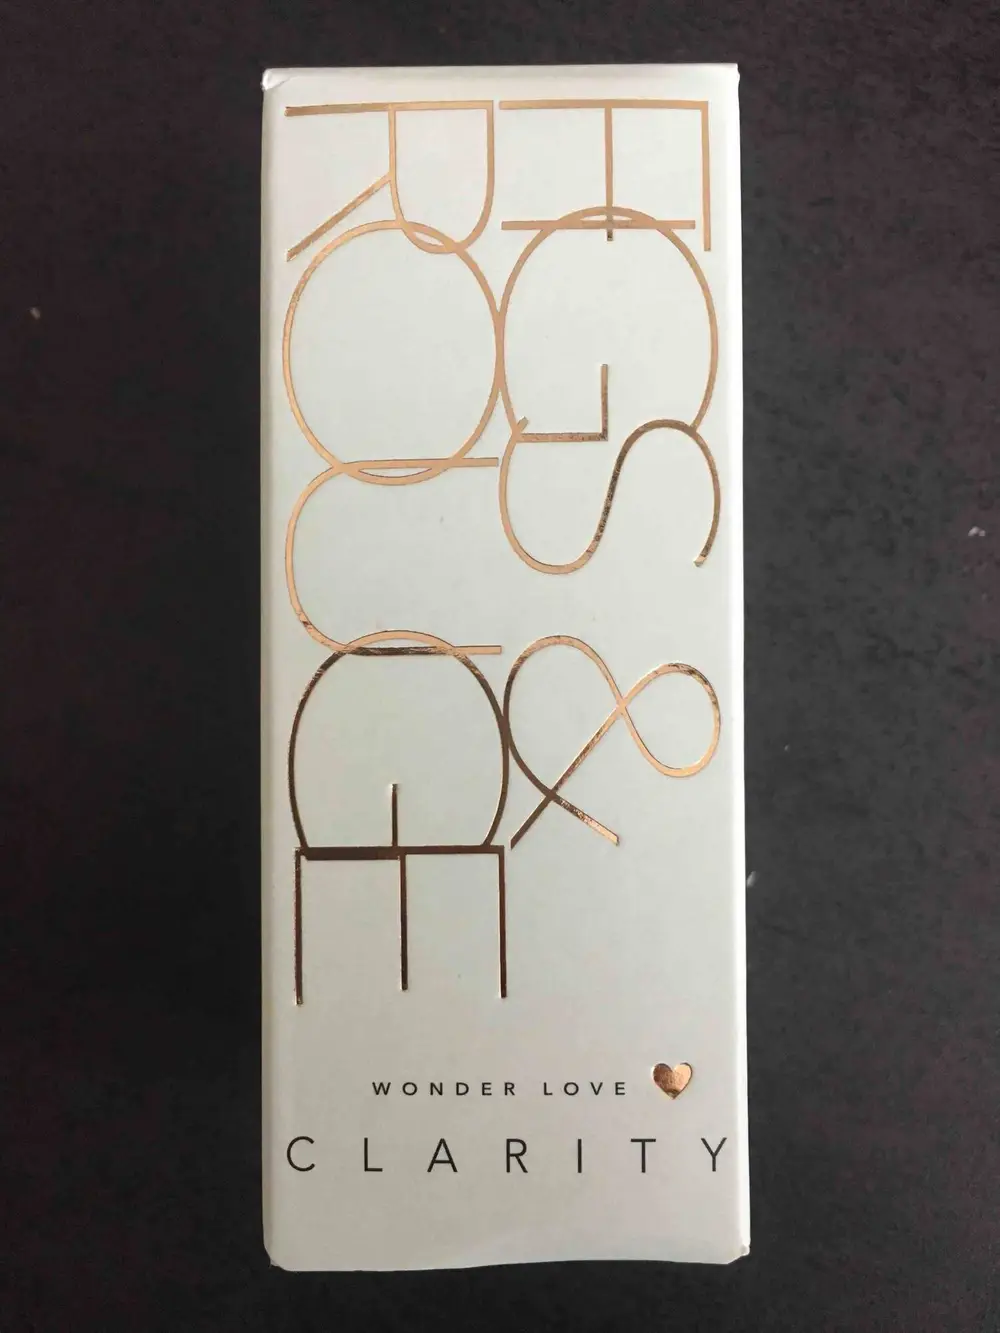 FIGS &
ROUGE
WONDER LOVE
CLARITY